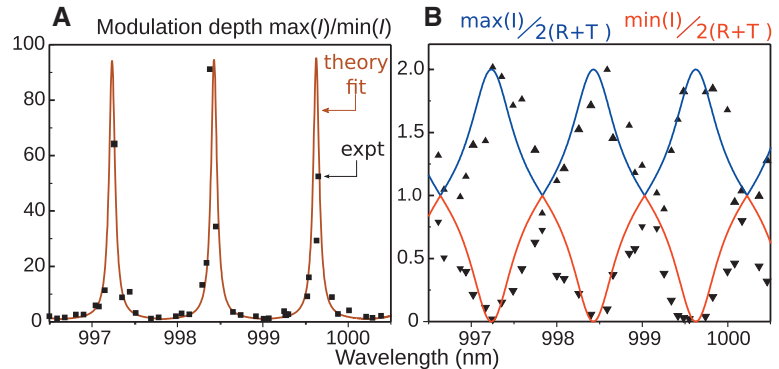 A Modulation depth max(I)/min(I)
100
80
60
40
20
0
theory
fit
expt
997 998 999 1000
B max(I)/2(R+T ) min(I)/2(R+T )
2.0
1.5
1.0
0.5
0
997 998 999 1000
Wavelength (nm)